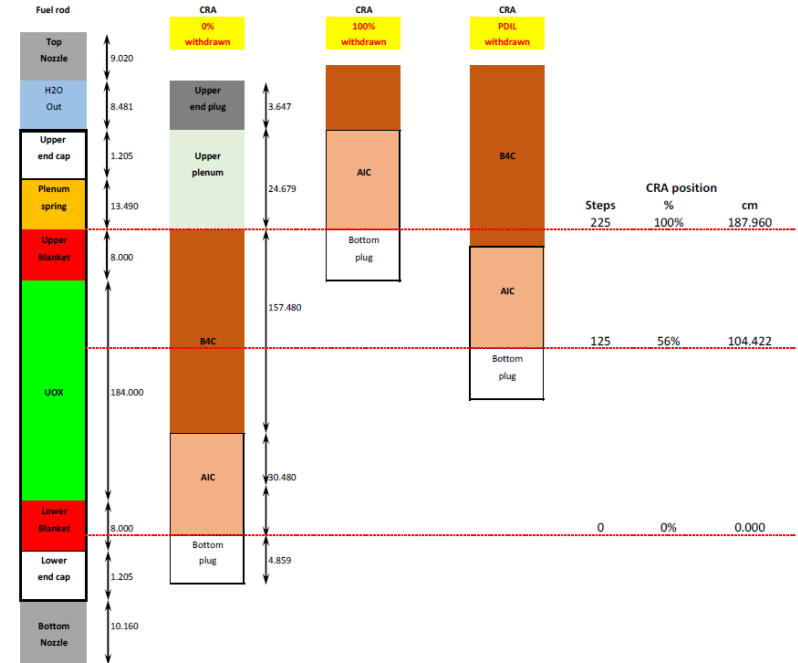 Fuel rod
CRA
CRA
CRA
0%
withdrawn
100%
withdrawn
PDIL
withdrawn
Top
Nozzle
9.020
H2O
Out
8.481
Upper
end cap
1.205
Plenum
spring
13.490
Upper
Blanket
8.000
UOX
184.000
Lower
Blanket
8.000
Lower
end cap
1.205
Bottom
Nozzle
10.160
Upper
end plug
3.647
Upper
plenum
24.679
B4C
157.480
AIC
30.480
Bottom
plug
4.859
AIC
Bottom
plug
B4C
AIC
Bottom
plug
CRA position
Steps % cm
225 100% 187.960
125 56% 104.422
0 0% 0.000